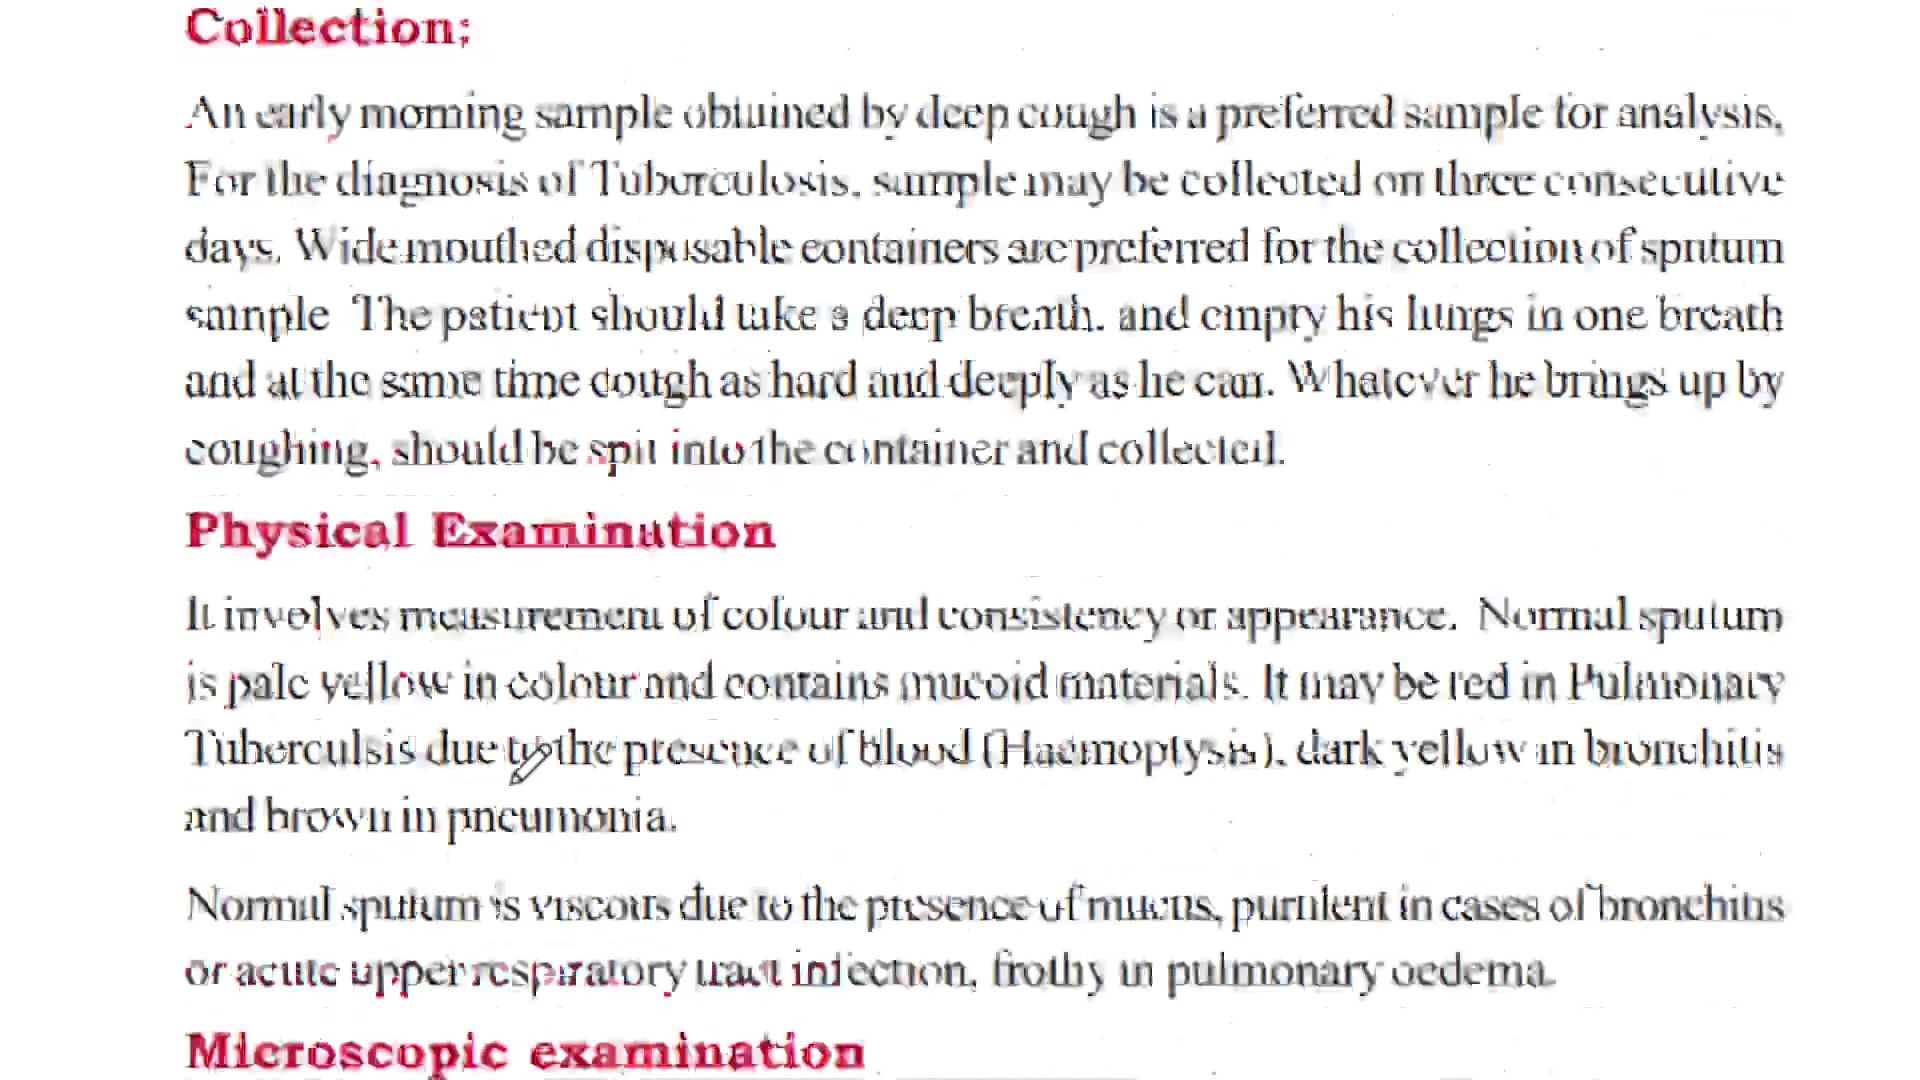 Collection:
An early morning sample obtained by deep cough is a preferred sample for analysis.
For the diagnosis of Tuberculosis, sample may be collected on three consecutive
days. Wide mouthed disposable containers are preferred for the collection of sputum
sample. The patient should take a deep breath, and empty his lungs in one breath
and at the same time cough as hard and deeply as he can. Whatever he brings up by
coughing, should be spit into the container and collected.
Physical Examination
It involves measurement of colour and consistency or appearance. Normal sputum
is pale yellow in colour and contains mucoid materials. It may be red in Pulmonary
Tuberculsis due to the presence of blood (Haemoptysis), dark yellow in bronchitis
and brown in pneumonia.
Normal sputum is viscous due to the presence of mucus, purulent in cases of bronchitis
or acute upper respiratory tract infection, frothy in pulmonary oedema.
Microscopic examination